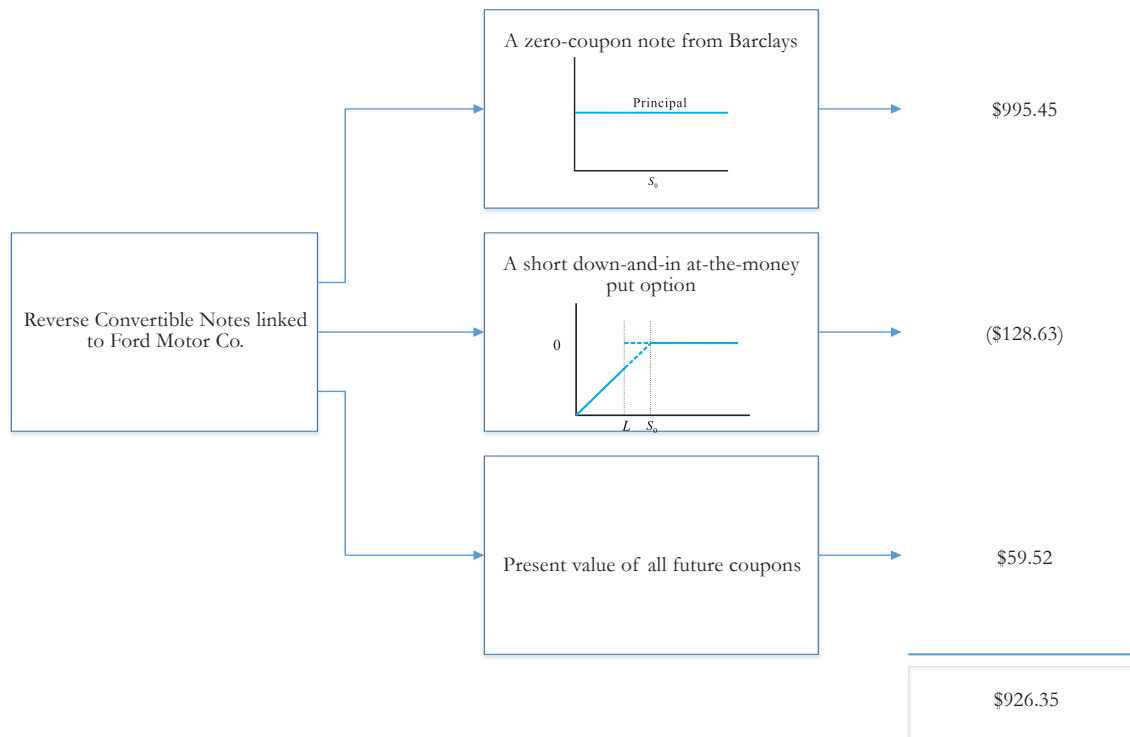 A zero-coupon note from Barclays
Principal
S₀
$995.45
Reverse Convertible Notes linked
to Ford Motor Co.
A short down-and-in at-the-money
put option
0
L S₀
($128.63)
Present value of all future coupons
$59.52
$926.35